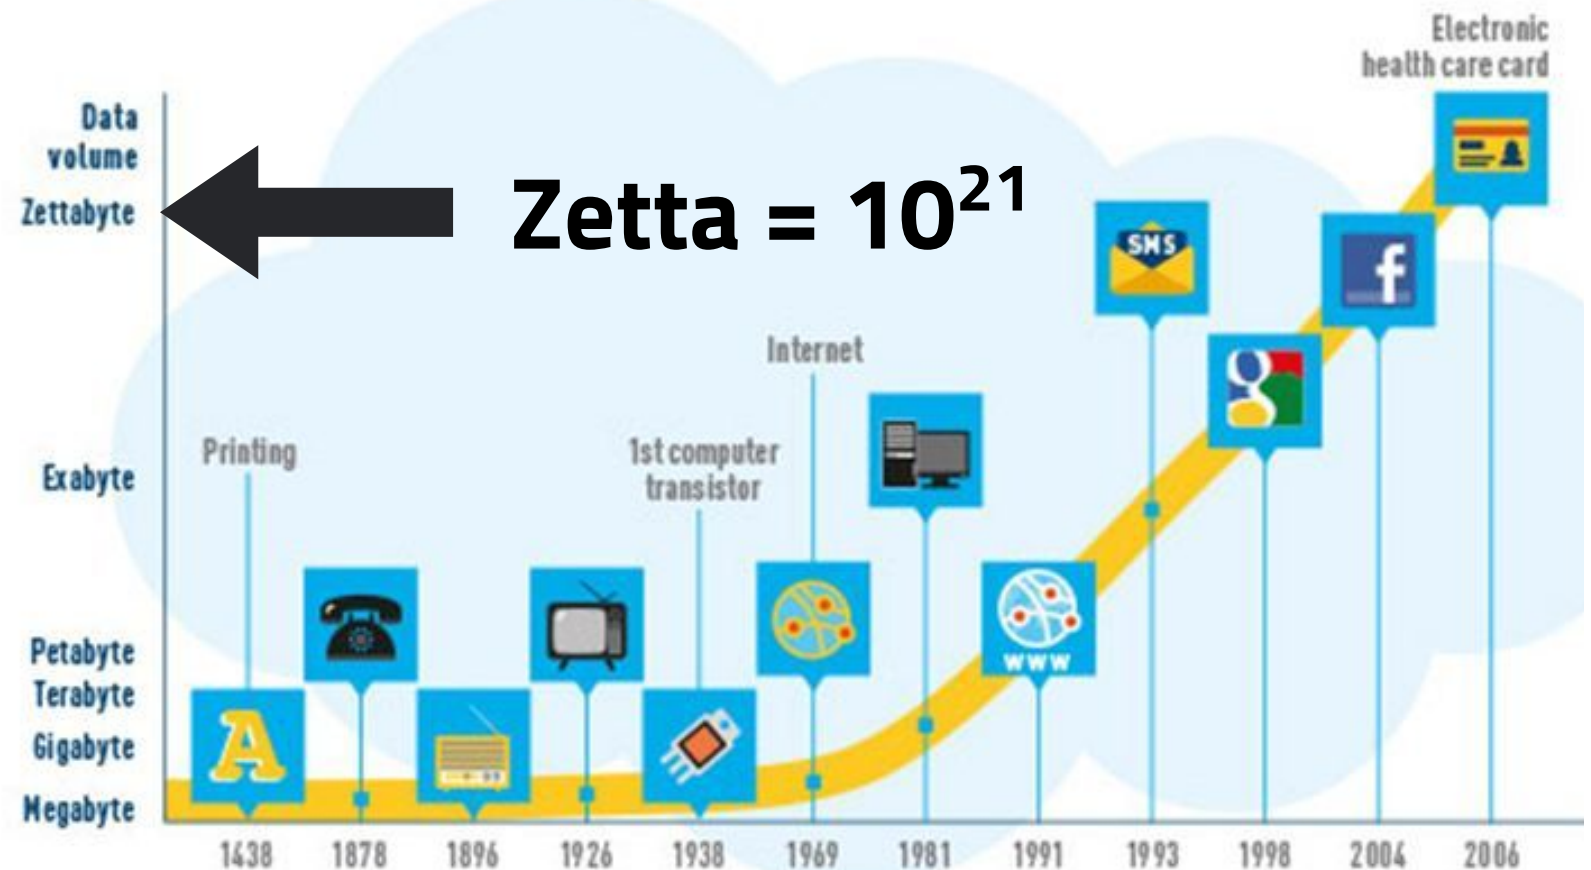 Electronic
health care card
Data
volume
Zettabyte
Zetta = 10²¹
SMS
f
g
Internet
Printing
1st computer
transistor
Exabyte
WWW
Petabyte
Terabyte
Gigabyte
Megabyte
A
1438 1878 1896 1926 1938 1969 1981 1991 1993 1998 2004 2006